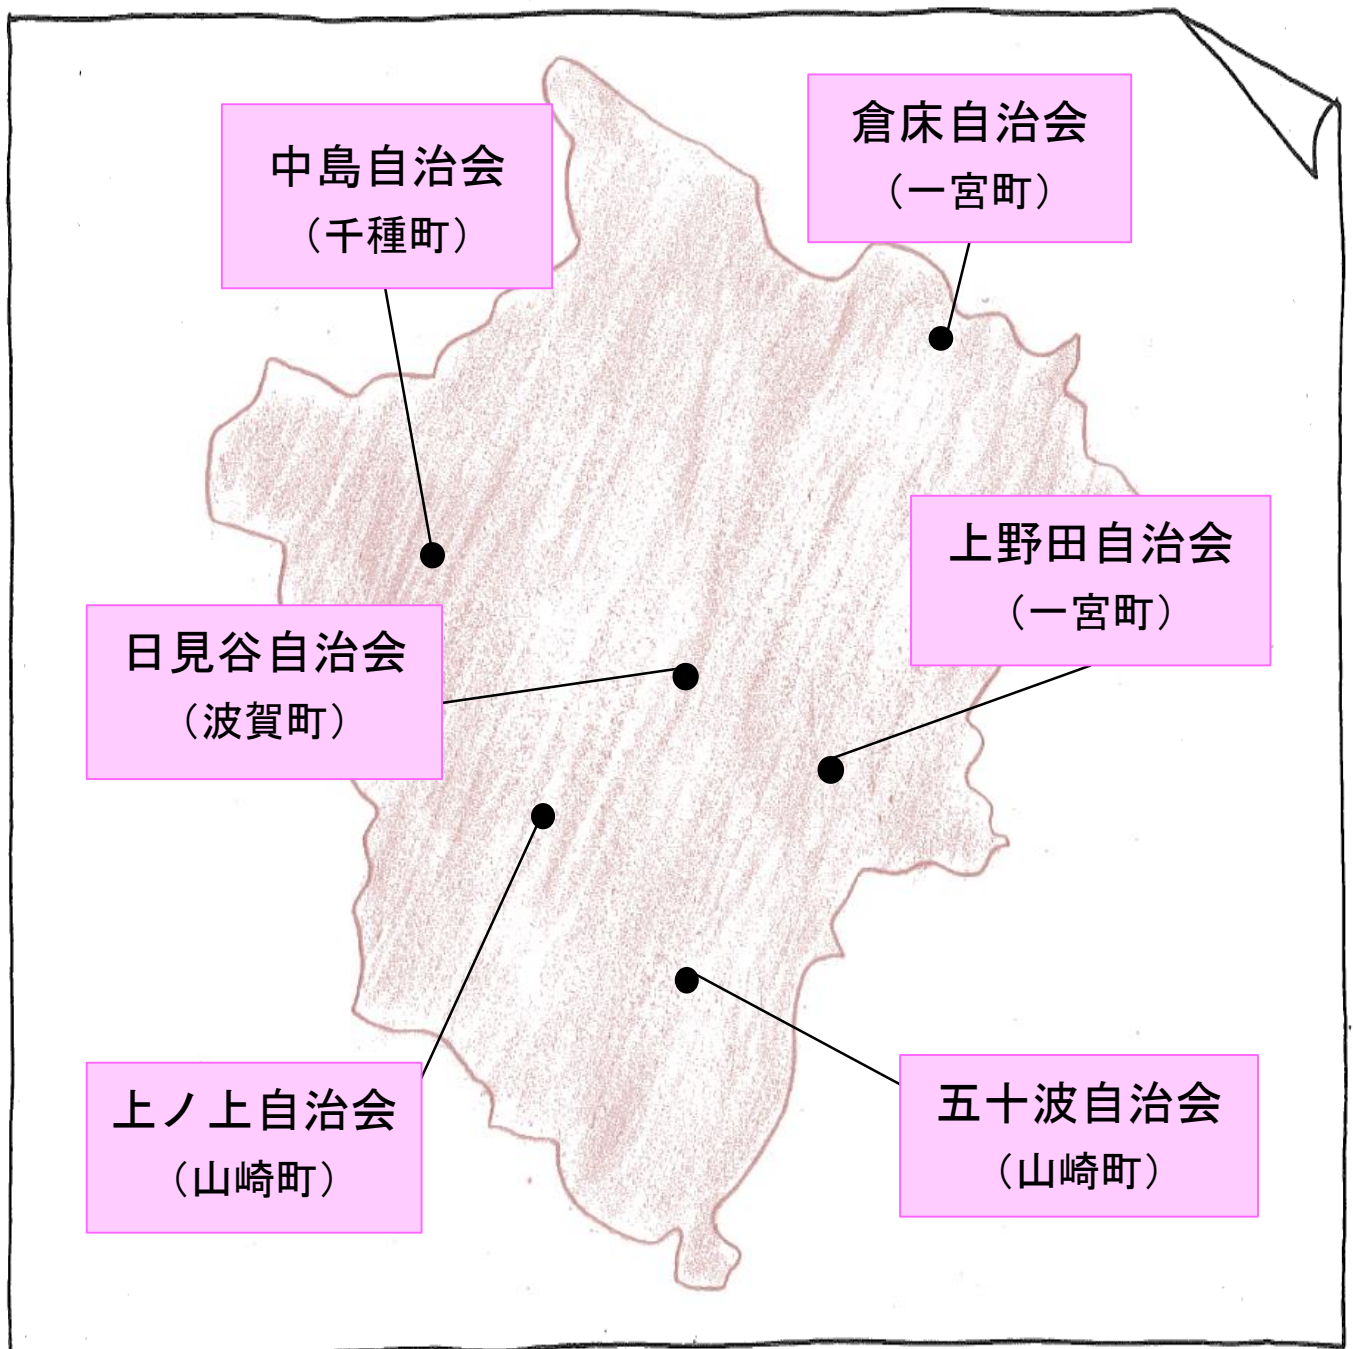 中島自治会
（千種町）
倉床自治会
（一宮町）
上野田自治会
（一宮町）
日見谷自治会
（波賀町）
上ノ上自治会
（山崎町）
五十波自治会
（山崎町）